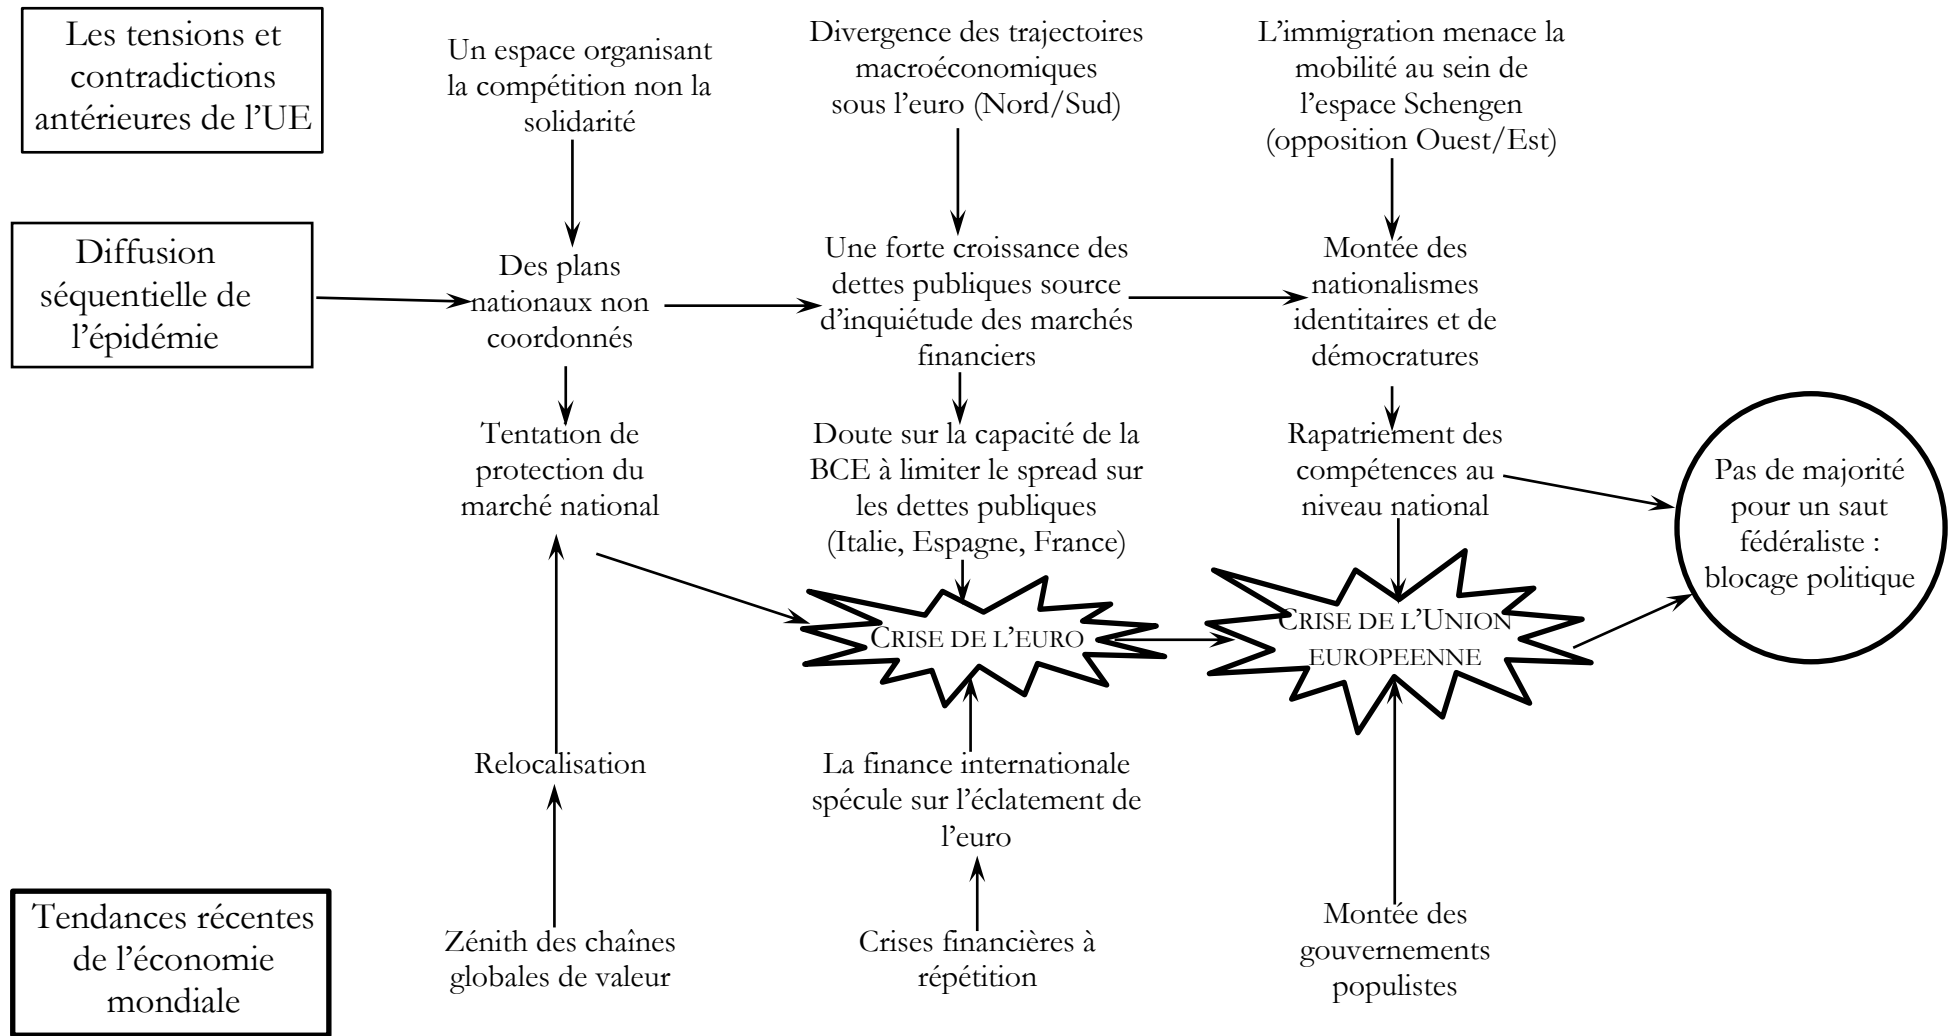 Les tensions et
contradictions
antérieures de l'UE
Un espace organisant
la compétition non la
solidarité
Divergence des trajectoires
macroéconomiques
sous l'euro (Nord/Sud)
L'immigration menace la
mobilité au sein de
l'espace Schengen
(opposition Ouest/Est)
Diffusion
séquentielle de
l'épidémie
Des plans
nationaux non
coordonnés
Une forte croissance des
dettes publiques source
d'inquiétude des marchés
financiers
Montée des
nationalismes
identitaires et de
démocratures
Tentation de
protection du
marché national
Doute sur la capacité de la
BCE à limiter le spread sur
les dettes publiques
(Italie, Espagne, France)
Rapatriement des
compétences au
niveau national
Pas de majorité
pour un saut
fédéraliste :
blocage politique
CRISE DE L'EURO
CRISE DE L'UNION
EUROPEENNE
Relocalisation
La finance internationale
spécule sur l'éclatement de
l'euro
Tendances récentes
de l'économie
mondiale
Zénith des chaînes
globales de valeur
Crises financières à
répétition
Montée des
gouvernements
populistes